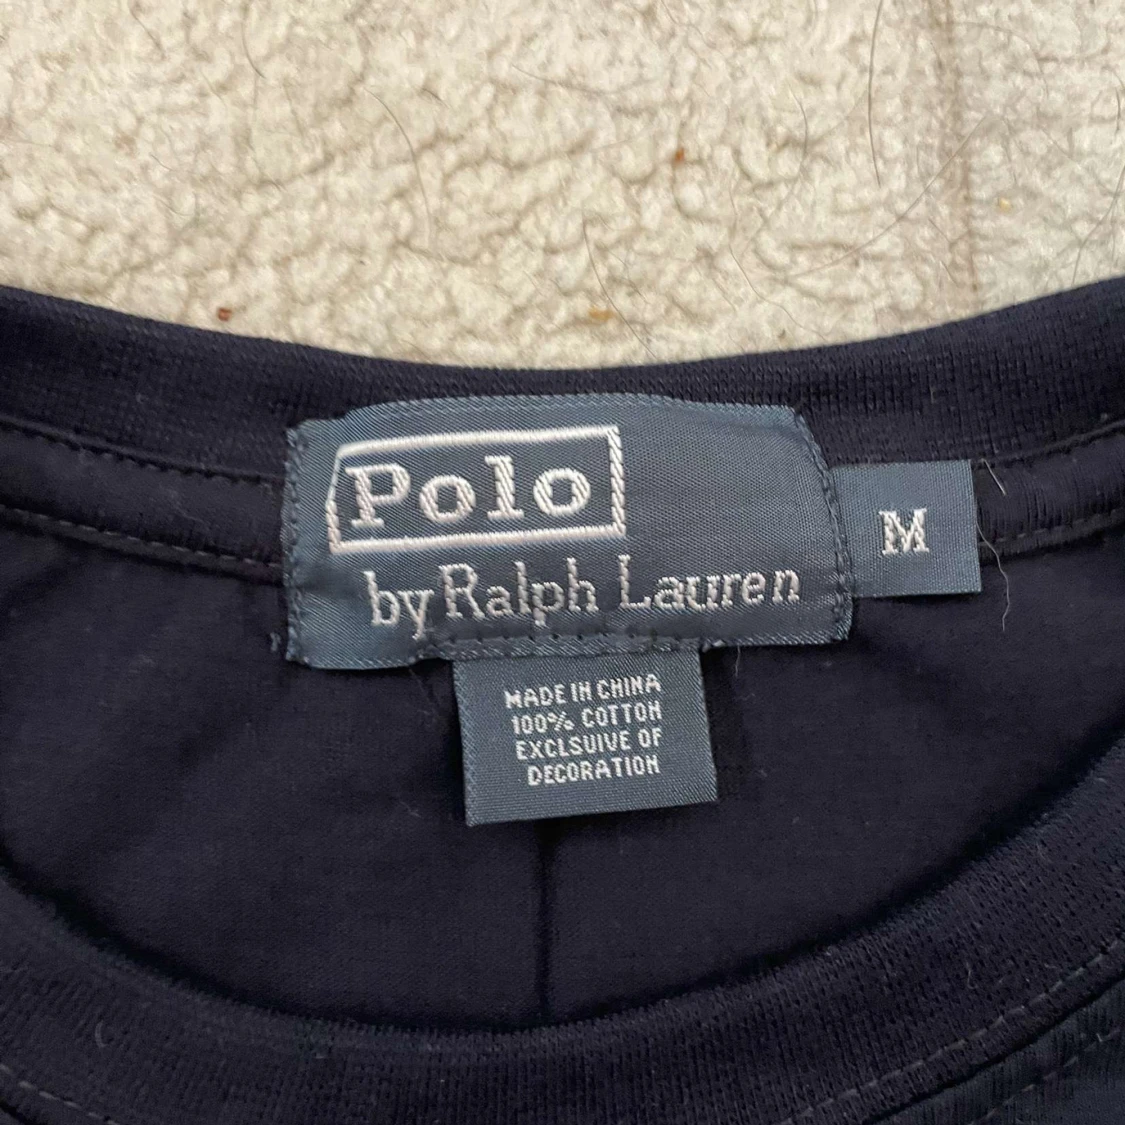 Polo
by Ralph Lauren
M
MADE IN CHINA
100% COTTON
EXCLSUIVE OF
DECORATION